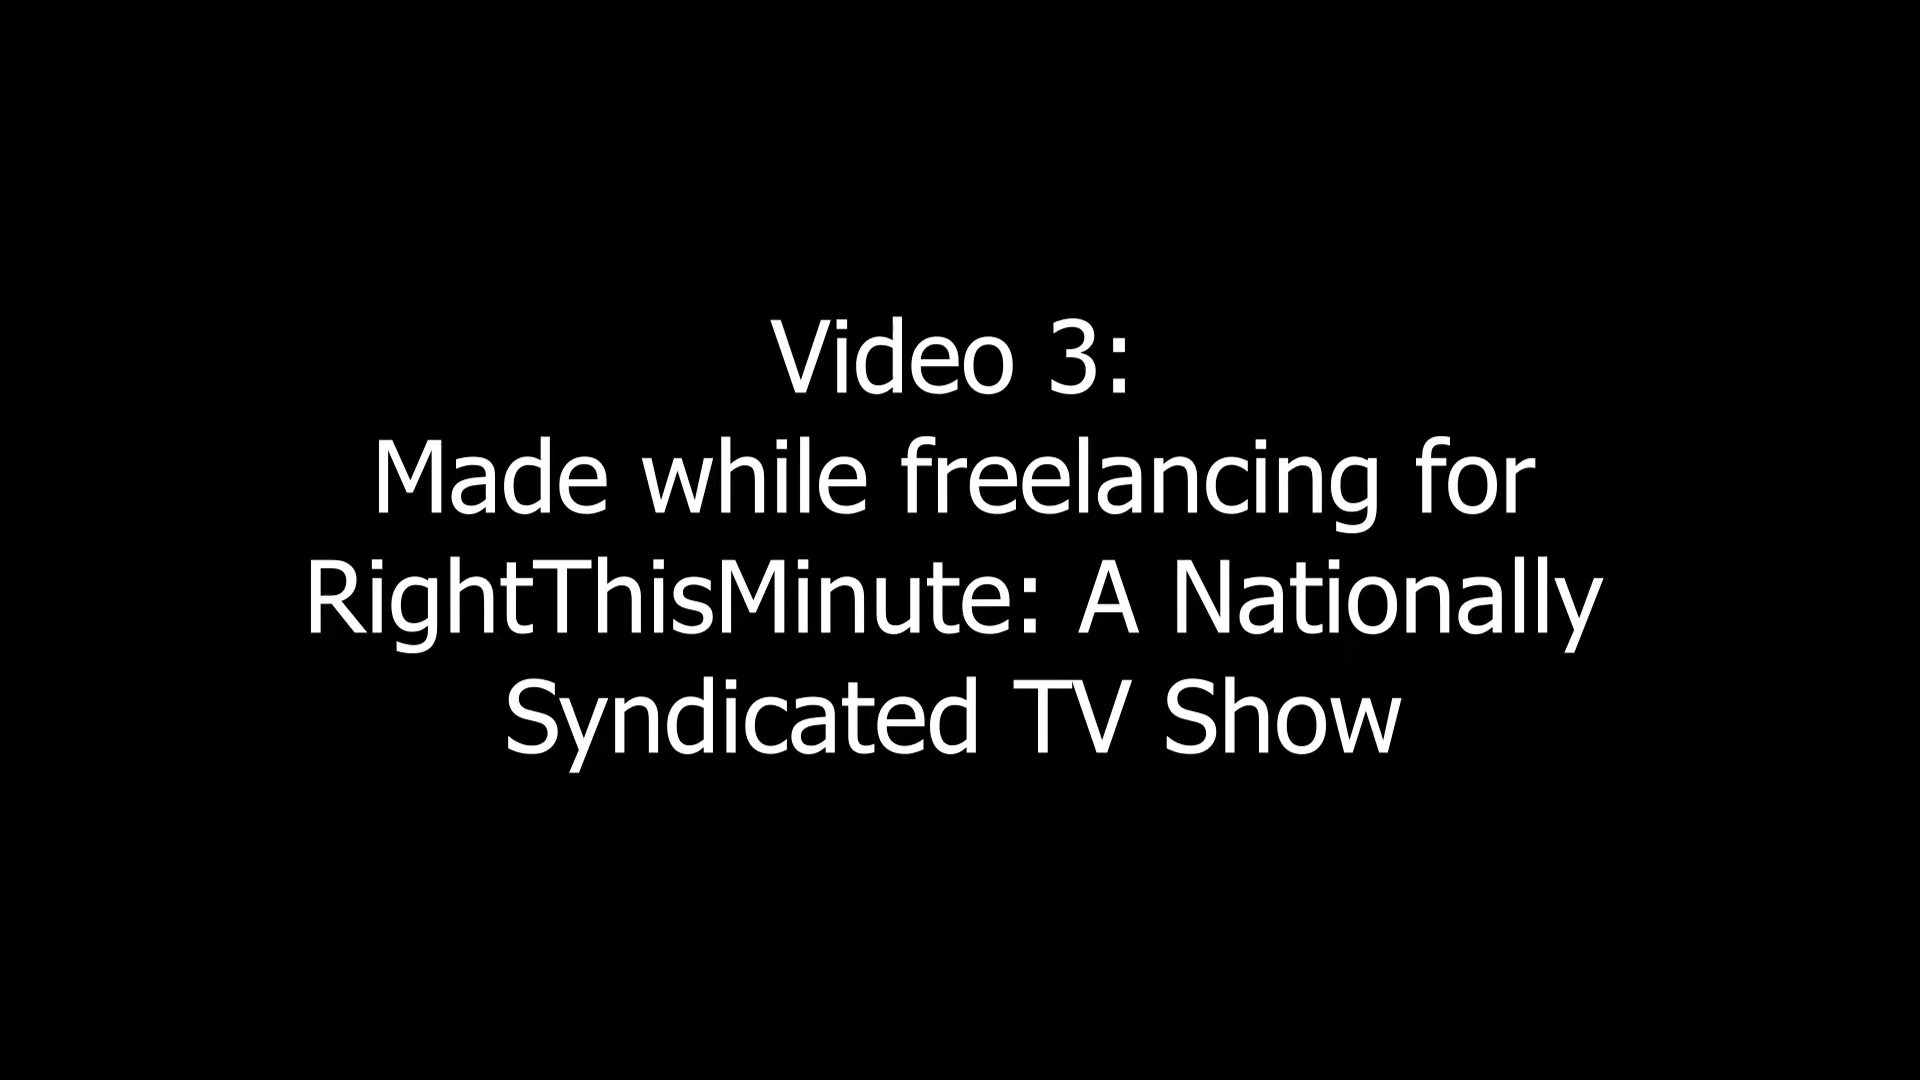 Video 3:
Made while freelancing for
RightThisMinute: A Nationally
Syndicated TV Show